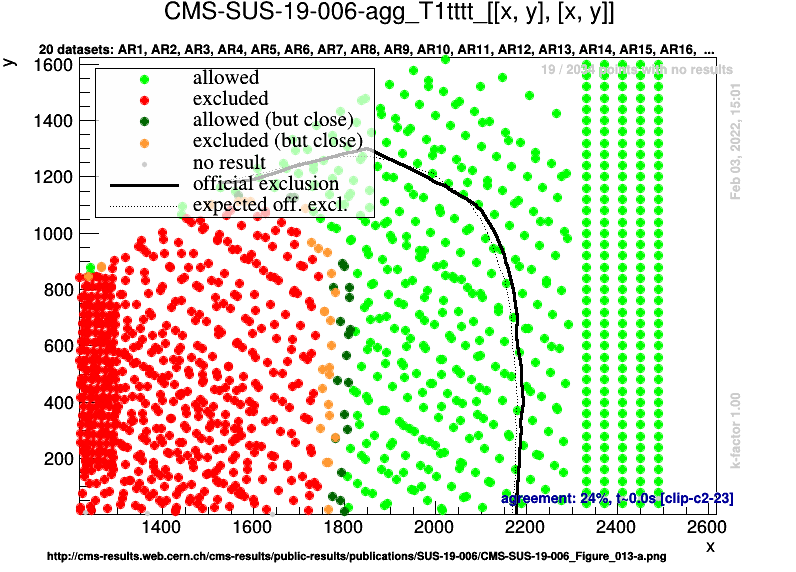 CMS-SUS-19-006-agg_T1tttt_[[x, y], [x, y]]
20 datasets: AR1, AR2, AR3, AR4, AR5, AR6, AR7, AR8, AR9, AR10, AR11, AR12, AR13, AR14, AR15, AR16, ...
y
19 / 2034 points with no results
allowed
excluded
allowed (but close)
excluded (but close)
no result
official exclusion
expected off. excl.
1600
1400
1200
1000
800
600
400
200
Feb 03, 2022, 15:01
k-factor 1.00
agreement: 24%, t~0.0s [clip-c2-23]
1400 1600 1800 2000 2200 2400 2600
x
http://cms-results.web.cern.ch/cms-results/public-results/publications/SUS-19-006/CMS-SUS-19-006_Figure_013-a.png